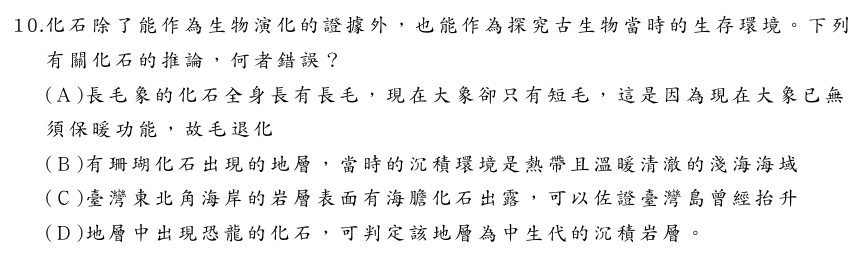 10.化石除了能作為生物演化的證據外，也能作為探究古生物當時的生存環境。下列
有關化石的推論，何者錯誤？
(A)長毛象的化石全身長有長毛，現在大象卻只有短毛，這是因為現在大象已無
須保暖功能，故毛退化
(B)有珊瑚化石出現的地層，當時的沉積環境是熱帶且溫暖清澈的淺海海域
(C)臺灣東北角海岸的岩層表面有海膽化石出露，可以佐證臺灣島曾經抬升
(D)地層中出現恐龍的化石，可判定該地層為中生代的沉積岩層。